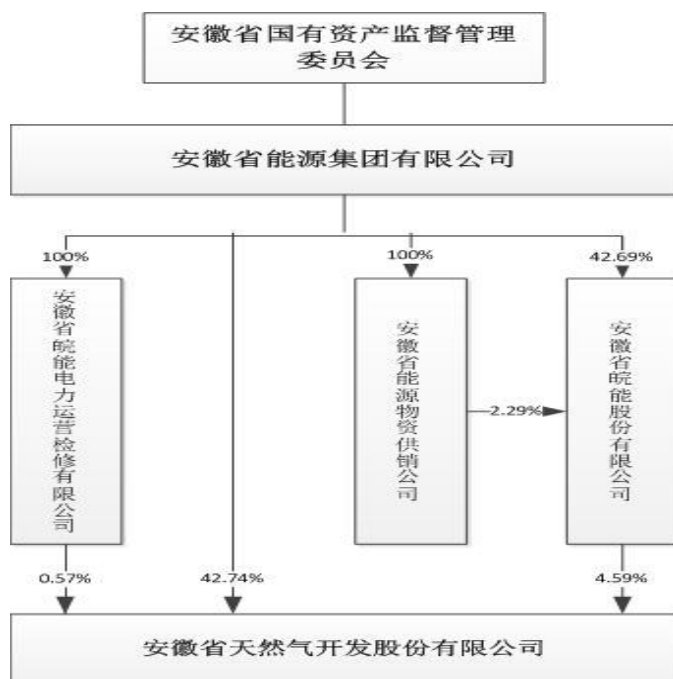 安徽省国有资产监督管理
委员会
安徽省能源集团有限公司
100%
100%
42.69%
安徽省皖能电力运营检修有限公司
安徽省能源物资供销公司
2.29%
安徽省皖能股份有限公司
0.57%
42.74%
4.59%
安徽省天然气开发股份有限公司